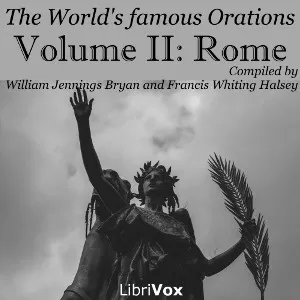 The World's famous Orations
Volume II: Rome
Compiled by
William Jennings Bryan and Francis Whiting Halsey
LibriVox